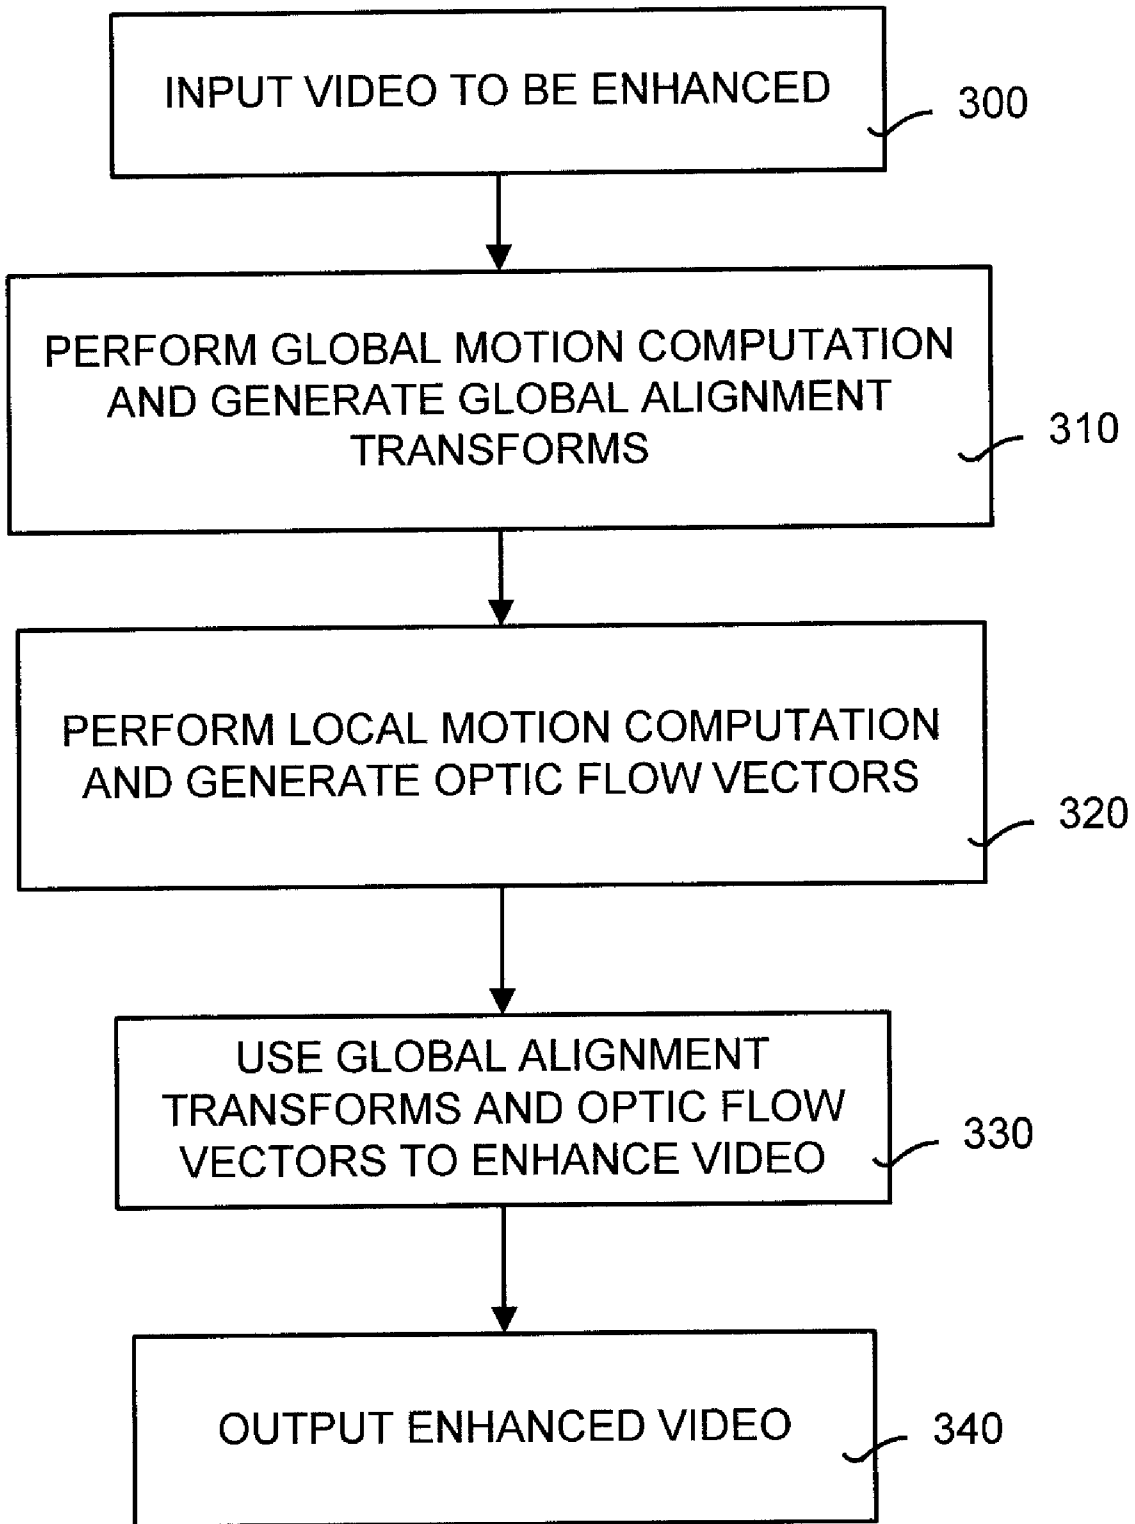 INPUT VIDEO TO BE ENHANCED
300
PERFORM GLOBAL MOTION COMPUTATION
AND GENERATE GLOBAL ALIGNMENT
TRANSFORMS
310
PERFORM LOCAL MOTION COMPUTATION
AND GENERATE OPTIC FLOW VECTORS
320
USE GLOBAL ALIGNMENT
TRANSFORMS AND OPTIC FLOW
VECTORS TO ENHANCE VIDEO
330
OUTPUT ENHANCED VIDEO
340